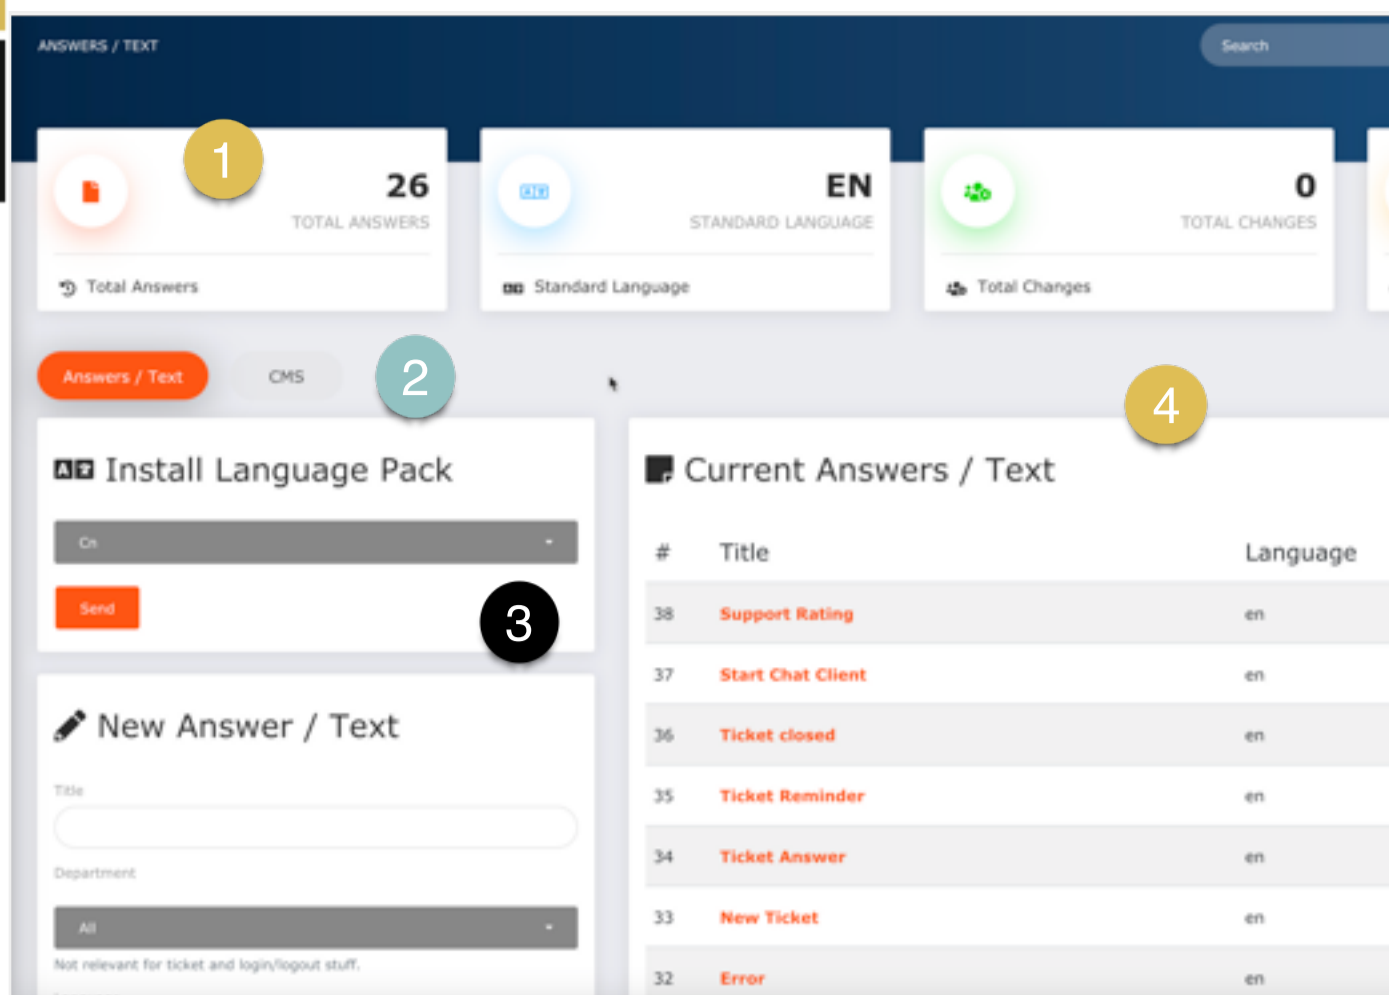 ANSWERS / TEXT
Search
1
26
TOTAL ANSWERS
Total Answers
EN
STANDARD LANGUAGE
Standard Language
0
TOTAL CHANGES
Total Changes
Answers / Text
CMS
2
4
Install Language Pack
Cn
Send
3
New Answer / Text
Title
Department
All
Not relevant for ticket and login/logout stuff.
Current Answers / Text
# Title Language
38 Support Rating en
37 Start Chat Client en
36 Ticket closed en
35 Ticket Reminder en
34 Ticket Answer en
33 New Ticket en
32 Error en